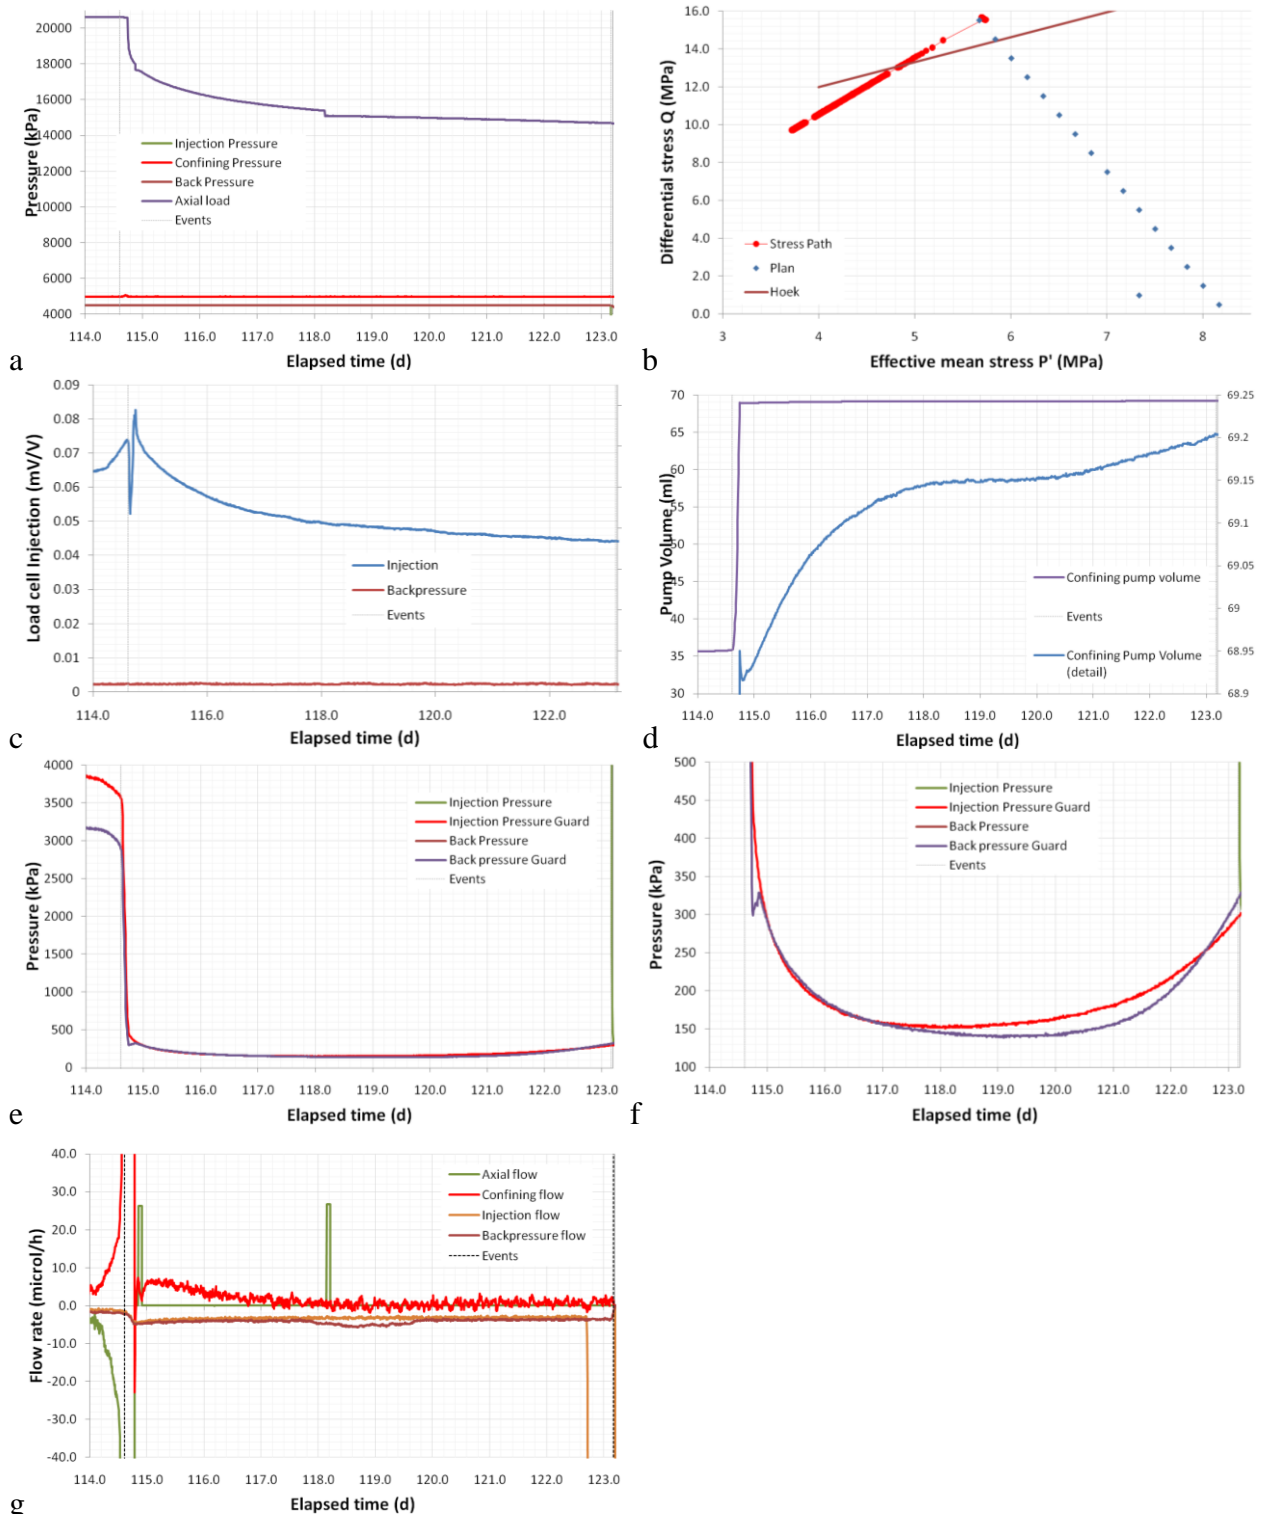 20000
18000
16000
14000
12000
10000
8000
6000
4000
Pressure (kPa)
Injection Pressure
Confining Pressure
Back Pressure
Axial load
Events
114.0 115.0 116.0 117.0 118.0 119.0 120.0 121.0 122.0 123.0
Elapsed time (d)
a
16.0
14.0
12.0
10.0
8.0
6.0
4.0
2.0
0.0
Differential stress Q (MPa)
Stress Path
Plan
Hoek
3 4 5 6 7 8
Effective mean stress P' (MPa)
b
0.09
0.08
0.07
0.06
0.05
0.04
0.03
0.02
0.01
0
Load cell Injection (mV/V)
Injection
Backpressure
Events
114.0 116.0 118.0 120.0 122.0
Elapsed time (d)
c
70
65
60
55
50
45
40
35
30
Pump Volume (ml)
69.25
69.2
69.15
69.1
69.05
69
68.95
68.9
Confining pump volume
Events
Confining Pump Volume
(detail)
114.0 115.0 116.0 117.0 118.0 119.0 120.0 121.0 122.0 123.0
Elapsed time (d)
d
4000
3500
3000
2500
2000
1500
1000
500
0
Pressure (kPa)
Injection Pressure
Injection Pressure Guard
Back Pressure
Back pressure Guard
Events
114.0 115.0 116.0 117.0 118.0 119.0 120.0 121.0 122.0 123.0
Elapsed time (d)
e
500
450
400
350
300
250
200
150
100
Pressure (kPa)
Injection Pressure
Injection Pressure Guard
Back Pressure
Back pressure Guard
Events
114.0 115.0 116.0 117.0 118.0 119.0 120.0 121.0 122.0 123.0
Elapsed time (d)
f
40.0
30.0
20.0
10.0
0.0
-10.0
-20.0
-30.0
-40.0
Flow rate (microl/h)
Axial flow
Confining flow
Injection flow
Backpressure flow
Events
114.0 115.0 116.0 117.0 118.0 119.0 120.0 121.0 122.0 123.0
Elapsed time (d)
g